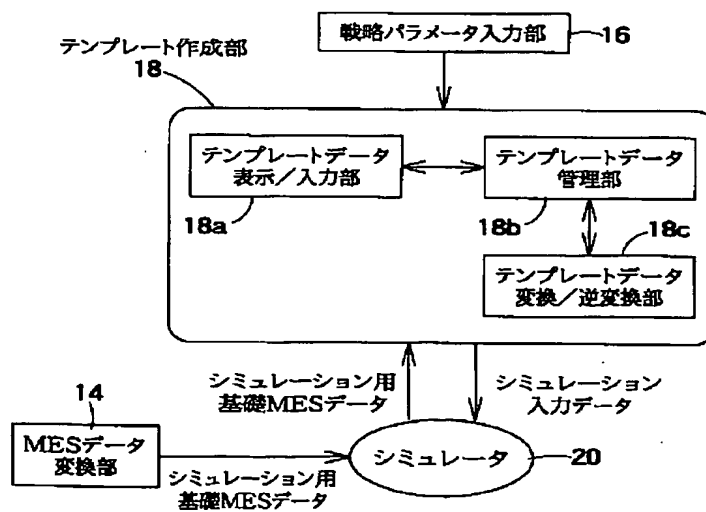 戦略パラメータ入力部
16
テンプレート作成部
18
テンプレートデータ
表示／入力部
18a
テンプレートデータ
管理部
18b
18c
テンプレートデータ
変換／逆変換部
シミュレーション用
基礎MESデータ
シミュレーション
入力データ
14
MESデータ
変換部
シミュレーション用
基礎MESデータ
シミュレータ
20